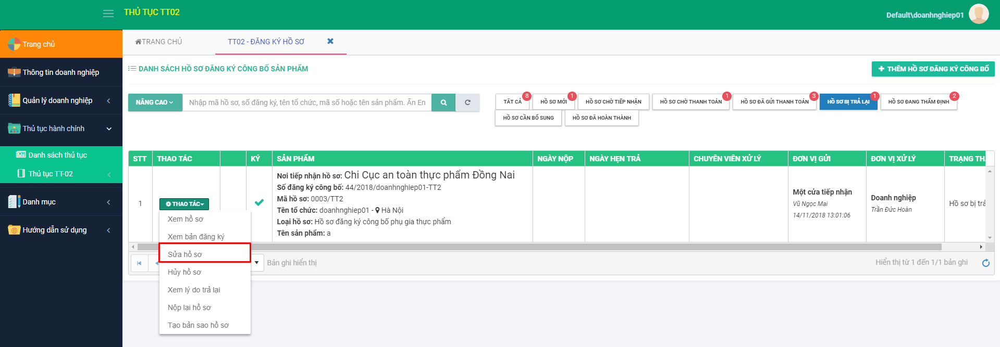 THỦ TỤC TT02
Default\doanhnghiep01
Trang chủ
Thông tin doanh nghiệp
Quản lý doanh nghiệp
Thủ tục hành chính
Danh sách thủ tục
Thủ tục TT-02
Danh mục
Hướng dẫn sử dụng
TRANG CHỦ
TT02 - ĐĂNG KÝ HỒ SƠ
DANH SÁCH HỒ SƠ ĐĂNG KÝ CÔNG BỐ SẢN PHẨM
THÊM HỒ SƠ ĐĂNG KÝ CÔNG BỐ
NÂNG CAO
Nhập mã hồ sơ, số đăng ký, tên tổ chức, mã số hoặc tên sản phẩm. Ấn En
TẤT CẢ 8
HỒ SƠ MỚI 1
HỒ SƠ CHỜ TIẾP NHẬN
HỒ SƠ CHỜ THANH TOÁN 1
HỒ SƠ ĐÃ GỬI THANH TOÁN 3
HỒ SƠ BỊ TRẢ LẠI 1
HỒ SƠ ĐANG THẨM ĐỊNH 2
HỒ SƠ CẦN BỔ SUNG
HỒ SƠ ĐÃ HOÀN THÀNH
STT THAO TÁC KÝ SẢN PHẨM NGÀY NỘP NGÀY HẸN TRẢ CHUYÊN VIÊN XỬ LÝ ĐƠN VỊ GỬI ĐƠN VỊ XỬ LÝ TRẠNG TH
1
THAO TÁC
Nơi tiếp nhận hồ sơ: Chi Cục an toàn thực phẩm Đồng Nai
Số đăng ký công bố: 44/2018/doanhnghiep01-TT2
Mã hồ sơ: 0003/TT2
Tên tổ chức: doanhnghiep01 - Hà Nội
Loại hồ sơ: Hồ sơ đăng ký công bố phụ gia thực phẩm
Tên sản phẩm: a
Một cửa tiếp nhận
Vũ Ngọc Mai
14/11/2018 13:01:06
Doanh nghiệp
Trần Đức Hoàn
Hồ sơ bị trả
Xem hồ sơ
Xem bản đăng ký
Sửa hồ sơ
Hủy hồ sơ
Xem lý do trả lại
Nộp lại hồ sơ
Tạo bản sao hồ sơ
Bản ghi hiển thị
Hiển thị từ 1 đến 1/1 bản ghi